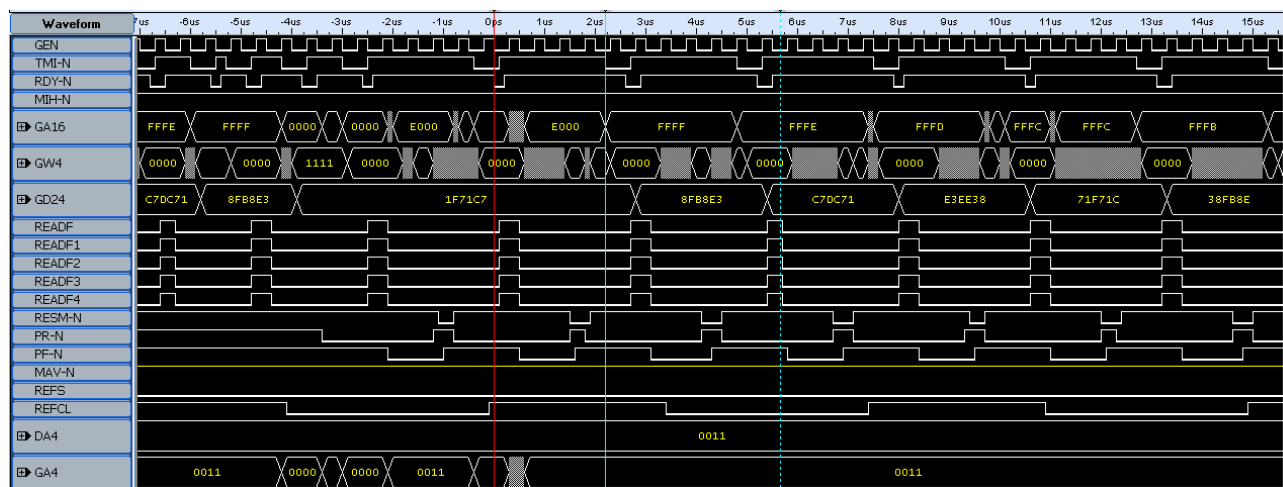 Waveform 7us -6us -5us -4us -3us -2us -1us 0ps 1us 2us 3us 4us 5us 6us 7us 8us 9us 10us 11us 12us 13us 14us 15us
GEN
TMI-N
RDY-N
MIH-N
GA16 FFFE FFFF 0000 0000 E000 E000 FFFF FFFE FFFD FFFC FFFC FFFB
GW4 0000 0000 1111 0000 0000 0000 0000 0000 0000 0000
GD24 C7DC71 8FB8E3 1F71C7 8FB8E3 C7DC71 E3EE38 71F71C 38FB8E
READF
READF1
READF2
READF3
READF4
RESM-N
PR-N
PF-N
MAV-N
REFS
REFCL
DA4 0011
GA4 0011 0000 0000 0011 0011